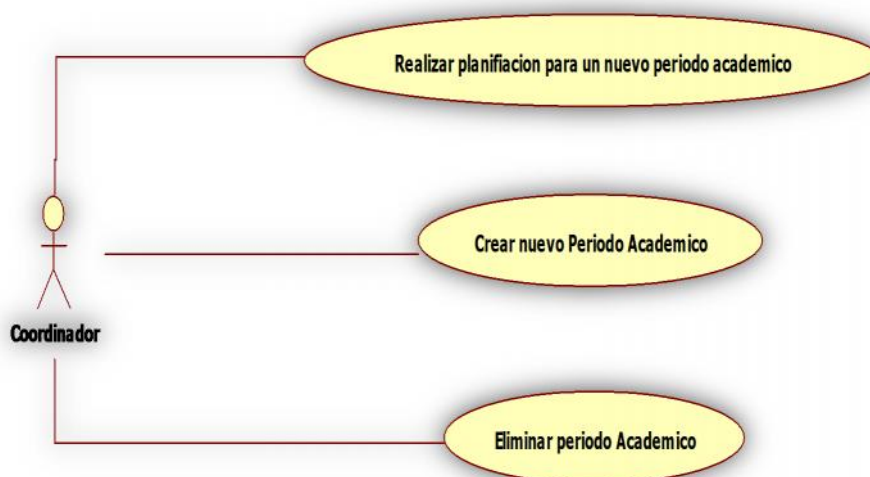 Realizar planifiacion para un nuevo periodo academico
Crear nuevo Periodo Academico
Coordinador
Eliminar periodo Academico